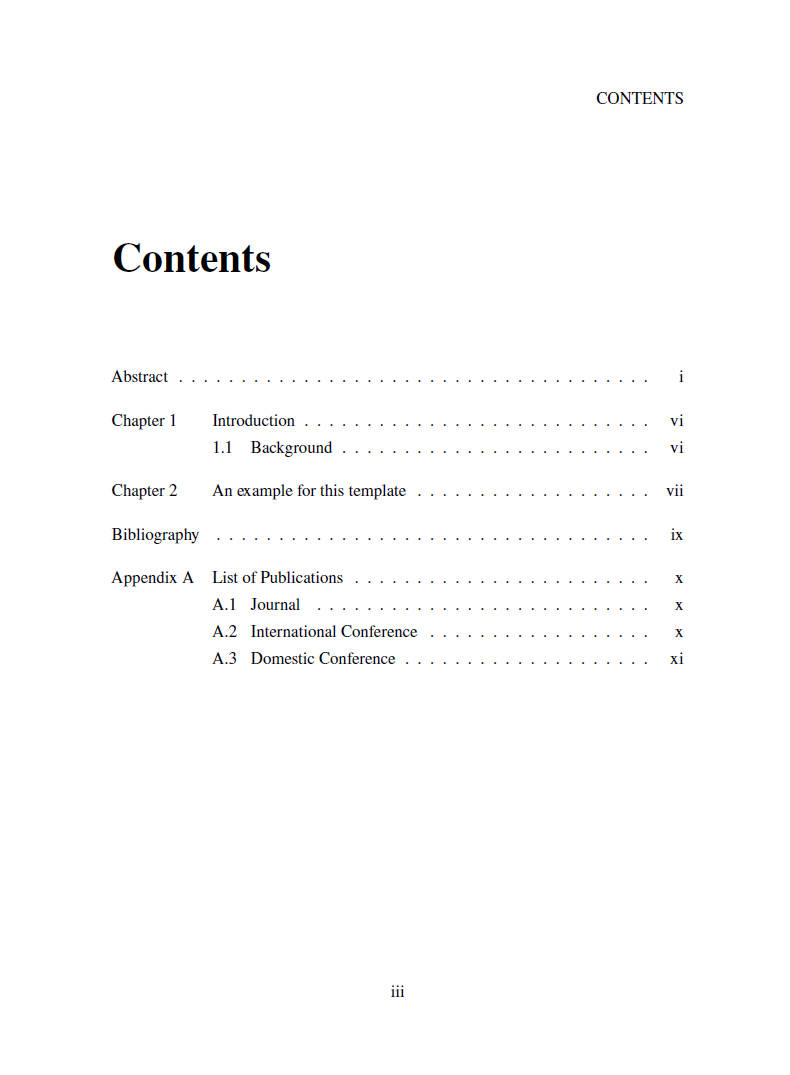 CONTENTS
Contents
Abstract . . . . . . . . . . . . . . . . . . . . . . . . . . . . . . . . . . . . . . i
Chapter 1 Introduction . . . . . . . . . . . . . . . . . . . . . . . . . . . . vi
1.1 Background . . . . . . . . . . . . . . . . . . . . . . . . . vi
Chapter 2 An example for this template . . . . . . . . . . . . . . . . . . . vii
Bibliography . . . . . . . . . . . . . . . . . . . . . . . . . . . . . . . . . . . ix
Appendix A List of Publications . . . . . . . . . . . . . . . . . . . . . . . . x
A.1 Journal . . . . . . . . . . . . . . . . . . . . . . . . . . . x
A.2 International Conference . . . . . . . . . . . . . . . . . . x
A.3 Domestic Conference . . . . . . . . . . . . . . . . . . . . xi
iii